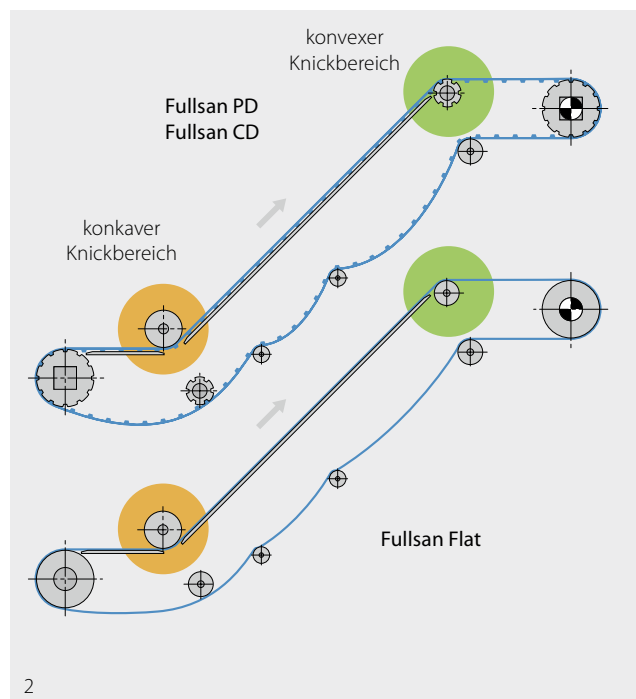 konvexer
Knickbereich
Fullsan PD
Fullsan CD
konkaver
Knickbereich
Fullsan Flat
2